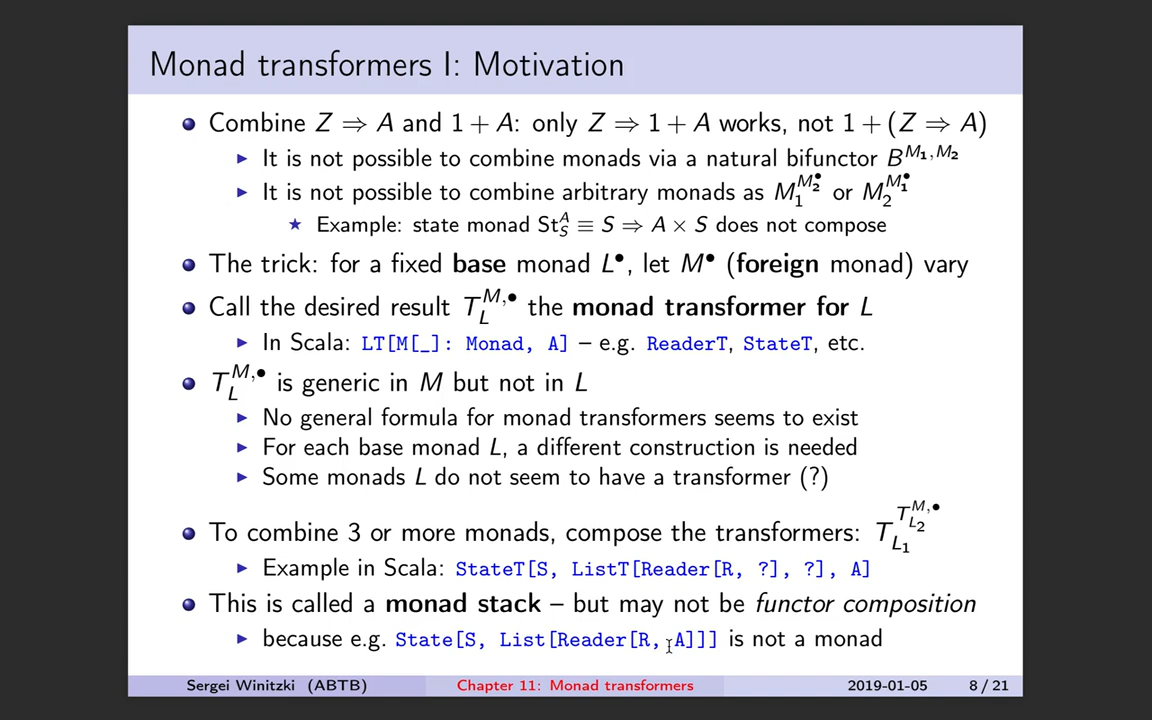 Monad transformers I: Motivation
Combine Z ⇒ A and 1 + A: only Z ⇒ 1 + A works, not 1 + (Z ⇒ A)
It is not possible to combine monads via a natural bifunctor B^{M₁,M₂}
It is not possible to combine arbitrary monads as M₁^{M₂^•} or M₂^{M₁^•}
Example: state monad St_S^A ≡ S ⇒ A × S does not compose
The trick: for a fixed base monad L^•, let M^• (foreign monad) vary
Call the desired result T_L^{M,•} the monad transformer for L
In Scala: LT[M[_]: Monad, A] – e.g. ReaderT, StateT, etc.
T_L^{M,•} is generic in M but not in L
No general formula for monad transformers seems to exist
For each base monad L, a different construction is needed
Some monads L do not seem to have a transformer (?)
To combine 3 or more monads, compose the transformers: T_{L₁}^{T_{L₂}^{M,•}}
Example in Scala: StateT[S, ListT[Reader[R, ?], ?], A]
This is called a monad stack – but may not be functor composition
because e.g. State[S, List[Reader[R, A]]] is not a monad
Sergei Winitzki (ABTB) Chapter 11: Monad transformers 2019-01-05 8 / 21